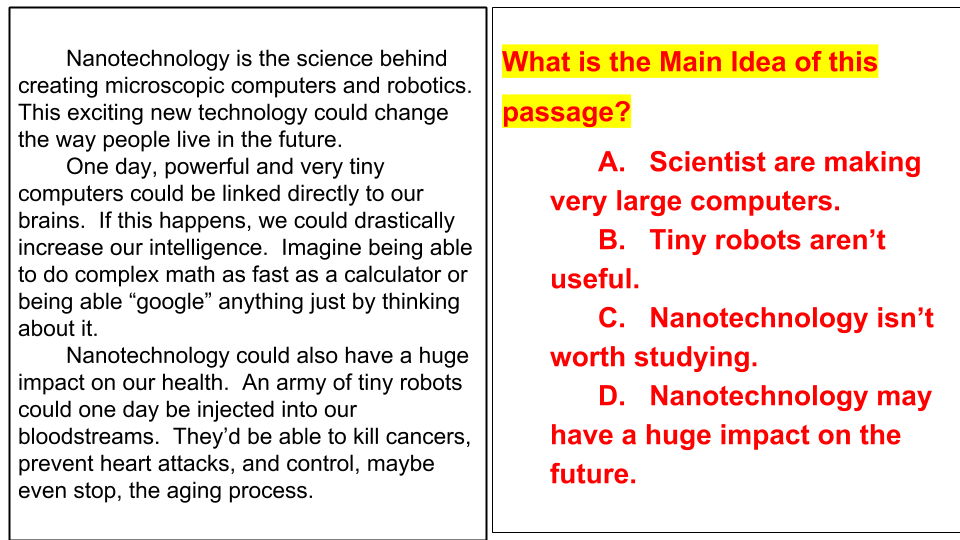 Nanotechnology is the science behind
creating microscopic computers and robotics.
This exciting new technology could change
the way people live in the future.
One day, powerful and very tiny
computers could be linked directly to our
brains.  If this happens, we could drastically
increase our intelligence.  Imagine being able
to do complex math as fast as a calculator or
being able “google” anything just by thinking
about it.
Nanotechnology could also have a huge
impact on our health.  An army of tiny robots
could one day be injected into our
bloodstreams.  They’d be able to kill cancers,
prevent heart attacks, and control, maybe
even stop, the aging process.
What is the Main Idea of this
passage?
A.   Scientist are making
very large computers.
B.   Tiny robots aren’t
useful.
C.   Nanotechnology isn’t
worth studying.
D.   Nanotechnology may
have a huge impact on the
future.